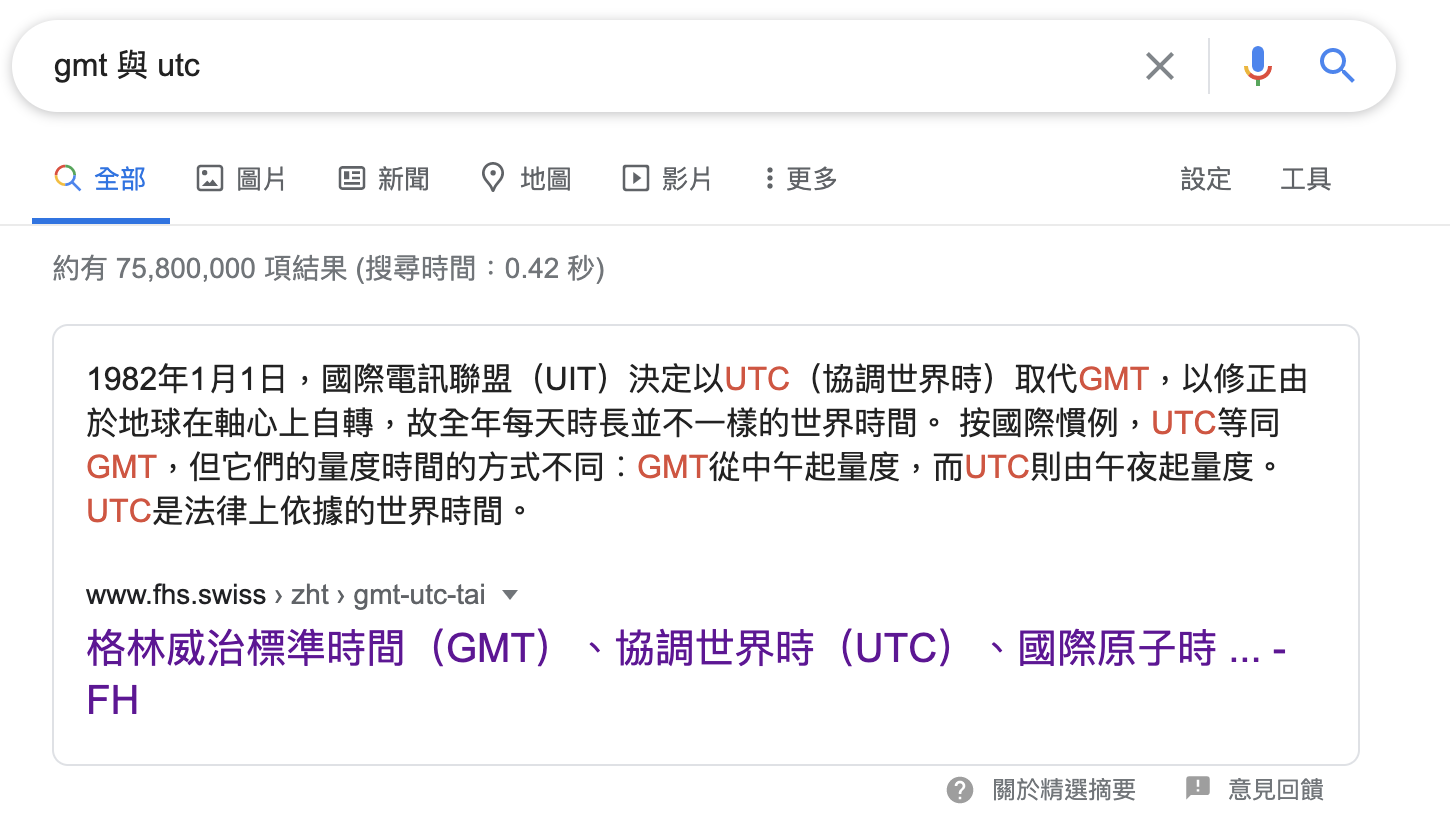 gmt 與 utc
全部 圖片 新聞 地圖 影片 更多 設定 工具
約有 75,800,000 項結果 (搜尋時間：0.42 秒)
1982年1月1日，國際電訊聯盟（UIT）決定以UTC（協調世界時）取代GMT，以修正由
於地球在軸心上自轉，故全年每天時長並不一樣的世界時間。 按國際慣例，UTC等同
GMT，但它們的量度時間的方式不同：GMT從中午起量度，而UTC則由午夜起量度。
UTC是法律上依據的世界時間。
www.fhs.swiss › zht › gmt-utc-tai
格林威治標準時間（GMT）、協調世界時（UTC）、國際原子時 ... -
FH
關於精選摘要 意見回饋